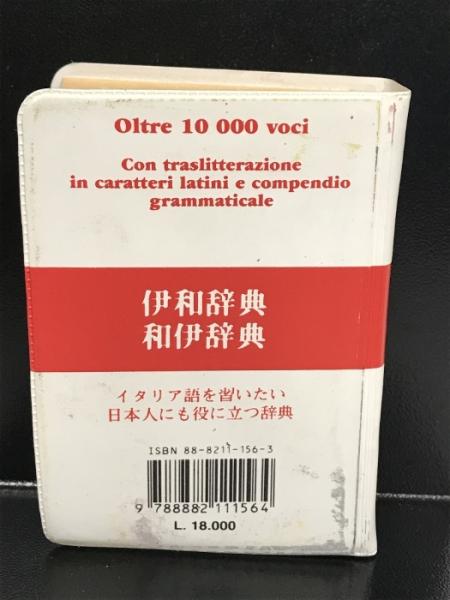 Oltre 10 000 voci
Con traslitterazione
in caratteri latini e compendio
grammaticale
伊和辞典
和伊辞典
イタリア語を習いたい
日本人にも役に立つ辞典
ISBN 88-8211-156-3
9 788882 111564
L. 18.000